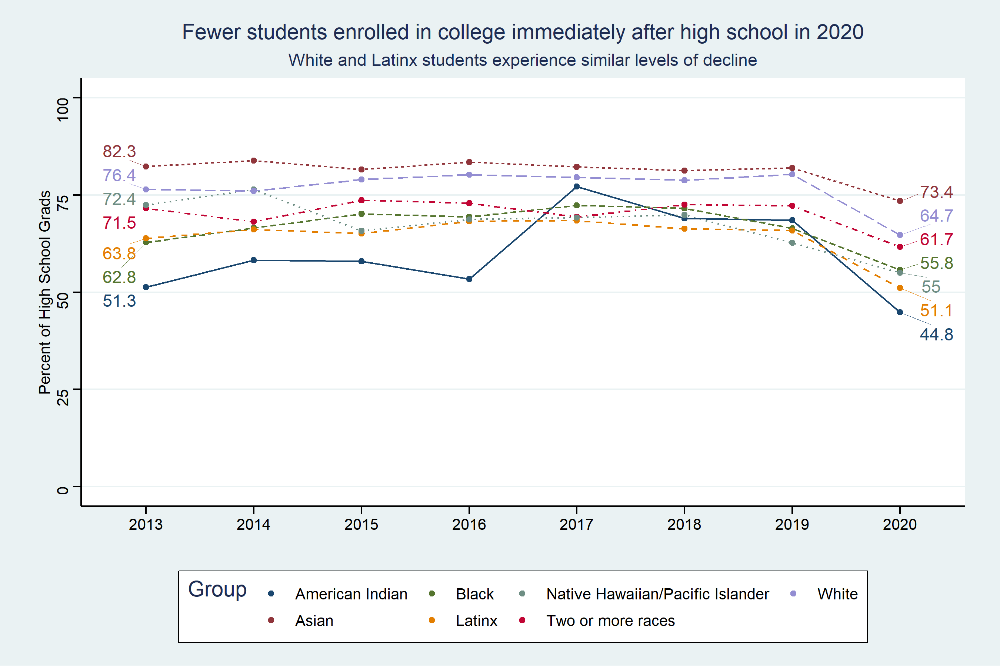 Fewer students enrolled in college immediately after high school in 2020
White and Latinx students experience similar levels of decline
Percent of High School Grads
100
75
50
25
0
82.3
76.4
72.4
71.5
63.8
62.8
51.3
73.4
64.7
61.7
55.8
55
51.1
44.8
2013 2014 2015 2016 2017 2018 2019 2020
Group
American Indian Black Native Hawaiian/Pacific Islander White
Asian Latinx Two or more races